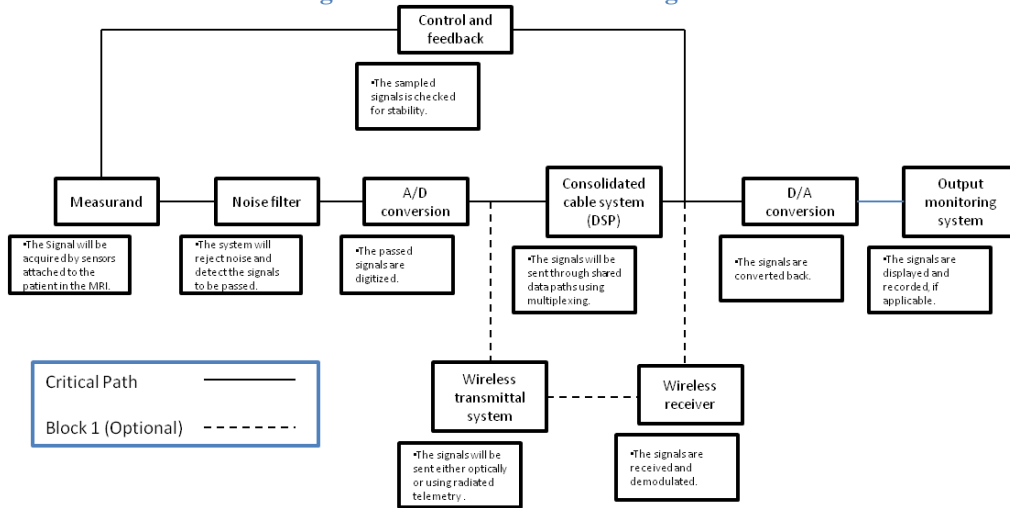 Control and
feedback
▪The sampled
signals is checked
for stability.
Measurand
Noise filter
A/D
conversion
Consolidated
cable system
(DSP)
D/A
conversion
Output
monitoring
system
▪The Signal will be
acquired by sensors
attached to the
patient in the MRI.
▪The system will
reject noise and
detect the signals
to be passed.
▪The passed
signals are
digitized.
▪The signals will be
sent through shared
data paths using
multiplexing.
▪The signals are
converted back.
▪The signals are
displayed and
recorded, if
applicable.
Critical Path
Block 1 (Optional)
Wireless
transmittal
system
Wireless
receiver
▪The signals will be
sent either optically
or using radiated
telemetry .
▪The signals are
received and
demodulated.